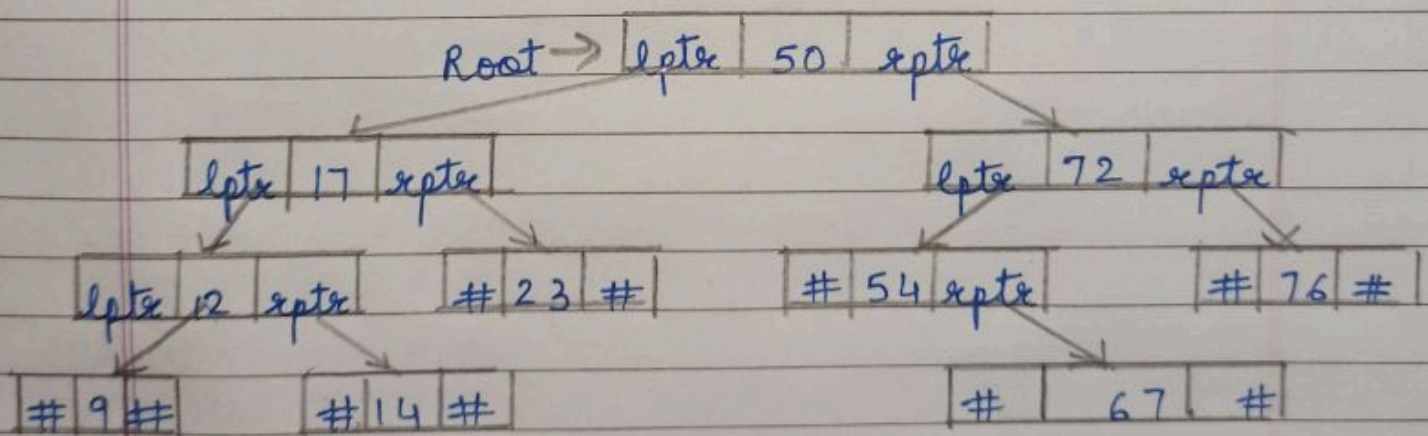 Root → lptr 50 rptr
lptr 17 rptr lptr 72 rptr
lptr 12 rptr # 23 # # 54 rptr # 76 #
# 9 # # 14 # # 67 #